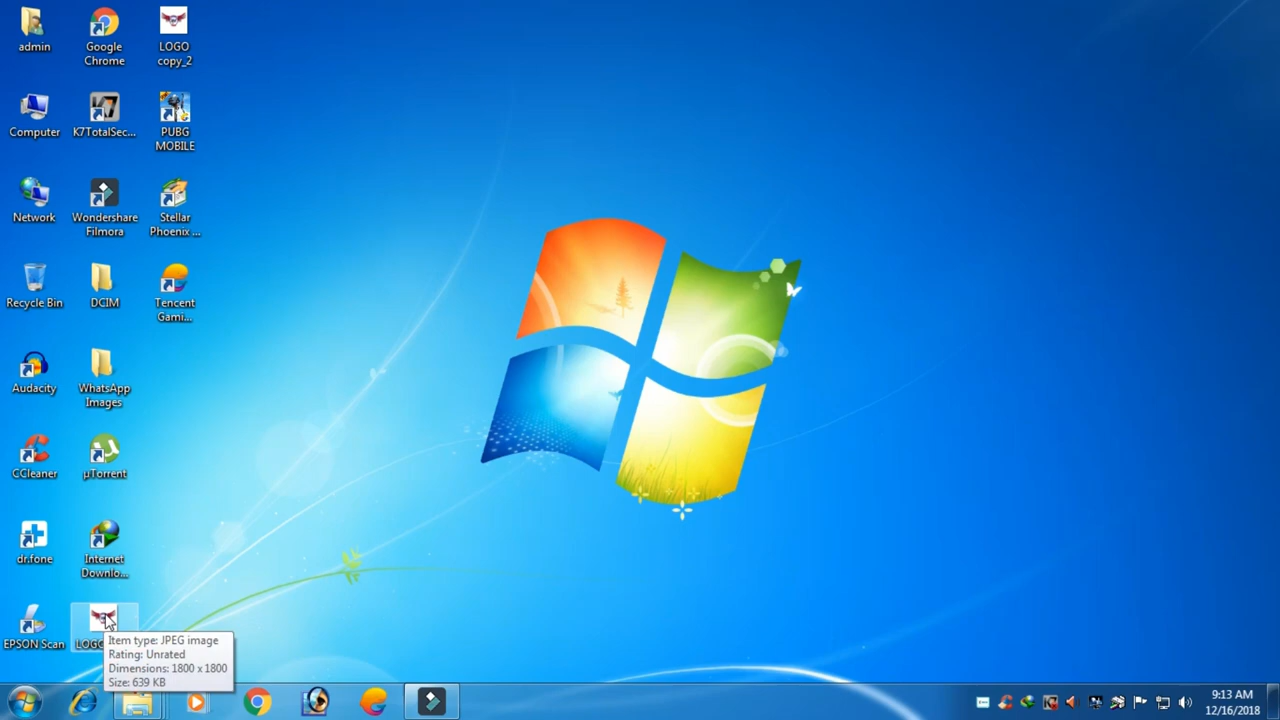 admin
Google
Chrome
LOGO
copy_2
Computer
K7TotalSec...
PUBG
MOBILE
Network
Wondershare
Filmora
Stellar
Phoenix ...
Recycle Bin
DCIM
Tencent
Gami...
Audacity
WhatsApp
Images
CCleaner
µTorrent
dr.fone
Internet
Downlo...
EPSON Scan
LOGO
Item type: JPEG image
Rating: Unrated
Dimensions: 1800 x 1800
Size: 639 KB
9:13 AM
12/16/2018